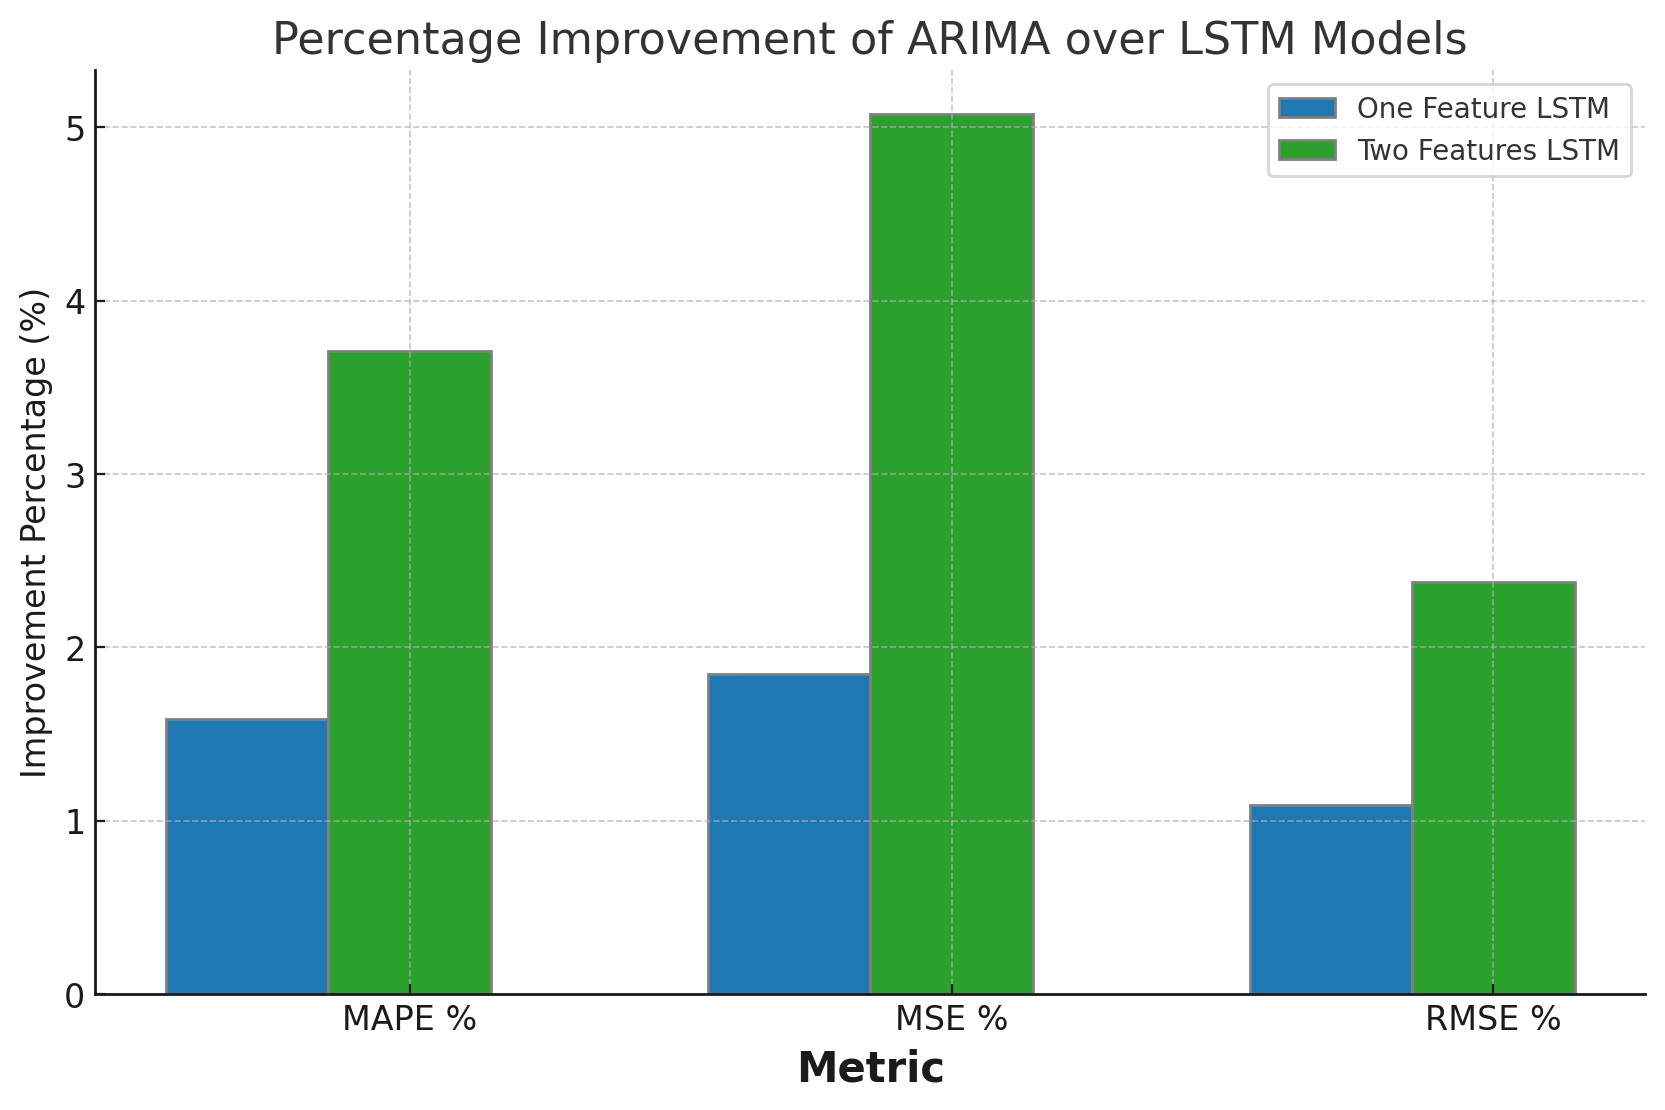 Percentage Improvement of ARIMA over LSTM Models
One Feature LSTM
Two Features LSTM
Improvement Percentage (%)
5
4
3
2
1
0
MAPE %
MSE %
RMSE %
Metric